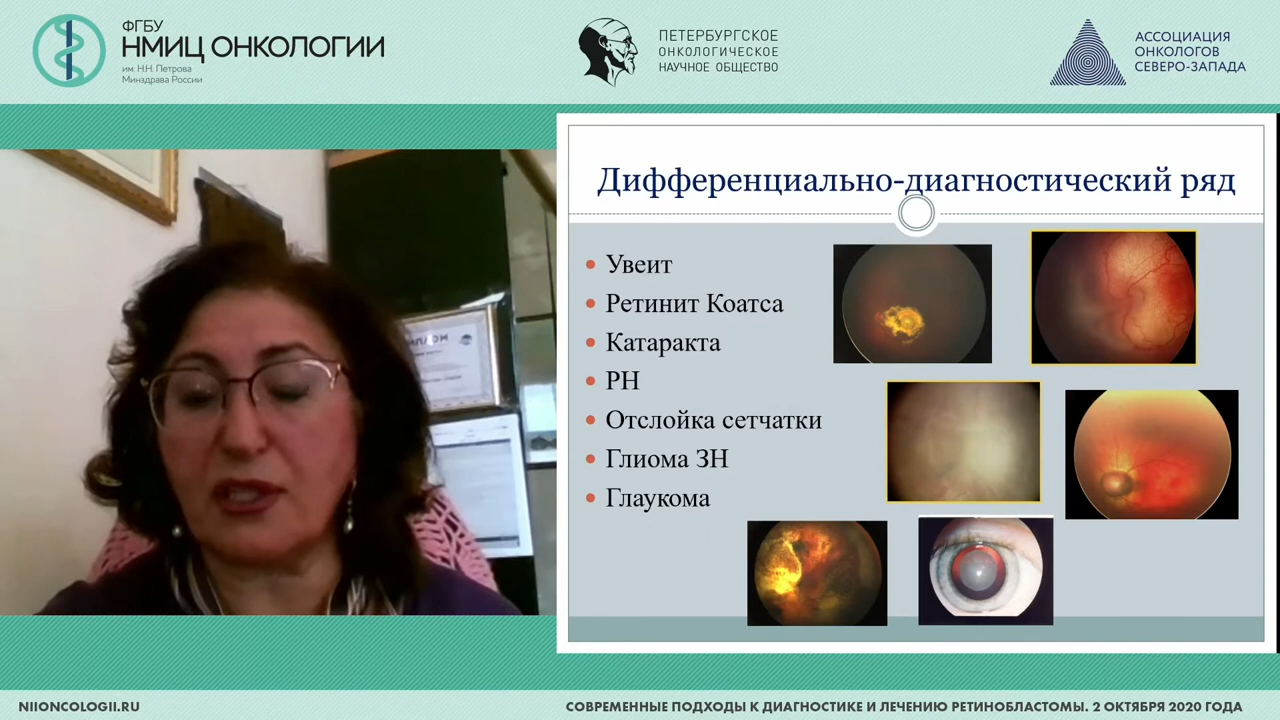 ФГБУ
НМИЦ ОНКОЛОГИИ
им. Н.Н. Петрова
Минздрава России
ПЕТЕРБУРГСКОЕ
ОНКОЛОГИЧЕСКОЕ
НАУЧНОЕ ОБЩЕСТВО
АССОЦИАЦИЯ
ОНКОЛОГОВ
СЕВЕРО-ЗАПАДА
Дифференциально-диагностический ряд
Увеит
Ретинит Коатса
Катаракта
РН
Отслойка сетчатки
Глиома ЗН
Глаукома
NIIONCOLOGII.RU
СОВРЕМЕННЫЕ ПОДХОДЫ К ДИАГНОСТИКЕ И ЛЕЧЕНИЮ РЕТИНОБЛАСТОМЫ. 2 ОКТЯБРЯ 2020 ГОДА